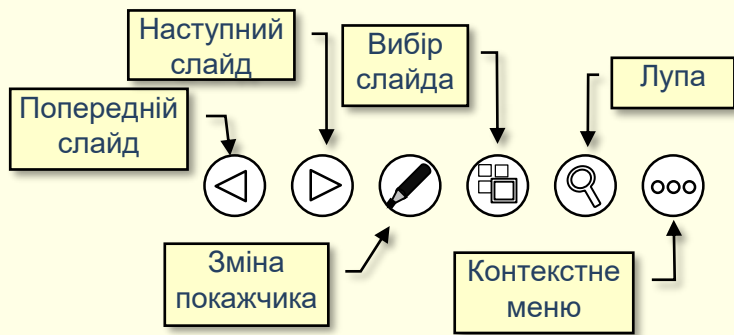 Наступний
слайд
Вибір
слайда
Лупа
Попередній
слайд
Зміна
покажчика
Контекстне
меню